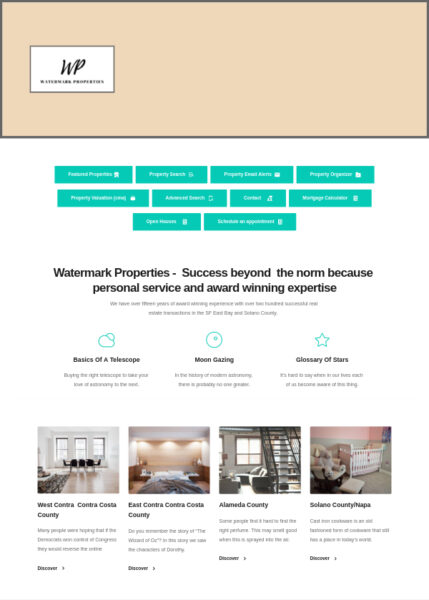 WP
WATERMARK PROPERTIES
Featured Properties
Property Search
Property Email Alerts
Property Organizer
Property Valuation (cma)
Advanced Search
Contact
Mortgage Calculator
Open Houses
Schedule an appointment
Watermark Properties - Success beyond the norm because
personal service and award winning expertise
We have over fifteen years of award winning experience with over two hundred successful real
estate transactions in the SF East Bay and Solano County.
Basics Of A Telescope
Buying the right telescope to take your
love of astronomy to the next.
Moon Gazing
In the history of modern astronomy,
there is probably no one greater.
Glossary Of Stars
It's hard to say when in our lives each
of us become aware of this thing.
West Contra Contra Costa
County
Many people were hoping that if the
Democrats won control of Congress
they would reverse the online
Discover
East Contra Contra Costa
County
Do you remember the story of "The
Wizard of Oz"? In this story we saw
the characters of Dorothy.
Discover
Alameda County
Some people find it hard to find the
right perfume. This may smell good
when this is sprayed into the air.
Discover
Solano County/Napa
Cast iron cookware is an old
fashioned form of cookware that still
has a place in today's world.
Discover